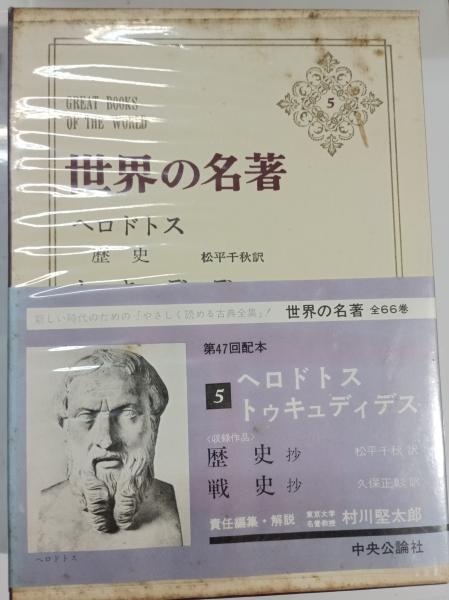 GREAT BOOKS
OF THE WORLD
5
世界の名著
ヘロドトス
歴史 松平千秋訳
新しい時代のための「やさしく読める古典全集」! 世界の名著 全66巻
第47回配本
5 ヘロドトス
トゥキュディデス
〈収録作品〉
歴史 抄 松平千秋 訳
戦史 抄 久保正彰 訳
責任編集・解説 東京大学名誉教授 村川堅太郎
ヘロドトス
中央公論社